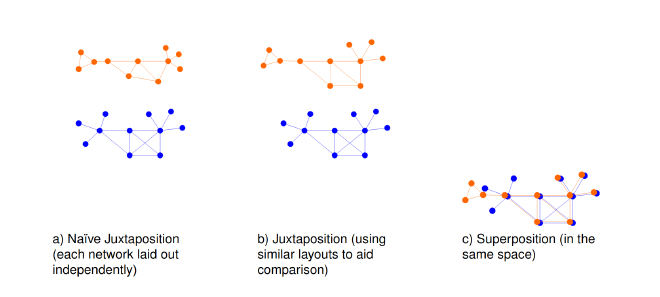 a) Naïve Juxtaposition
(each network laid out
independently)
b) Juxtaposition (using
similar layouts to aid
comparison)
c) Superposition (in the
same space)